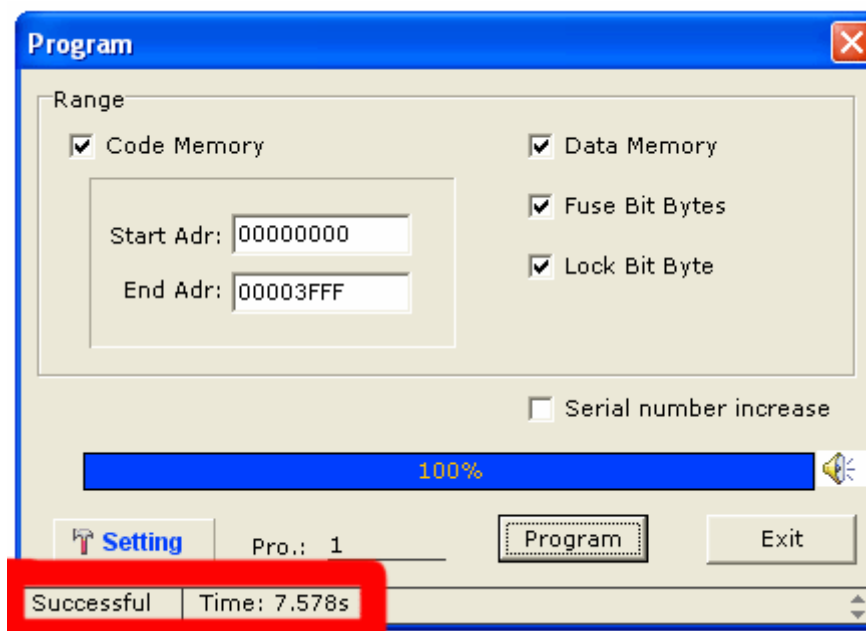 Program
Range
Code Memory
Data Memory
Start Adr: 00000000
Fuse Bit Bytes
End Adr: 00003FFF
Lock Bit Byte
Serial number increase
100%
Setting Pro.: 1 Program Exit
Successful Time: 7.578s